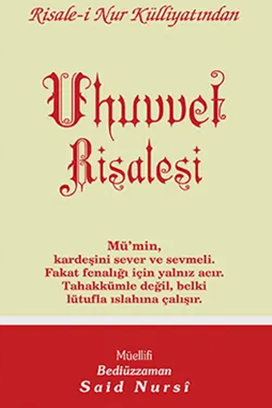 Risale-i Nur Külliyatından
Uhuvvet
Risalesi
Mü'min,
kardeşini sever ve sevmeli.
Fakat fenalığı için yalnız acır.
Tahakkümle değil, belki
lütufla ıslahına çalışır.
Müellifi
Bediüzzaman
Said Nursî